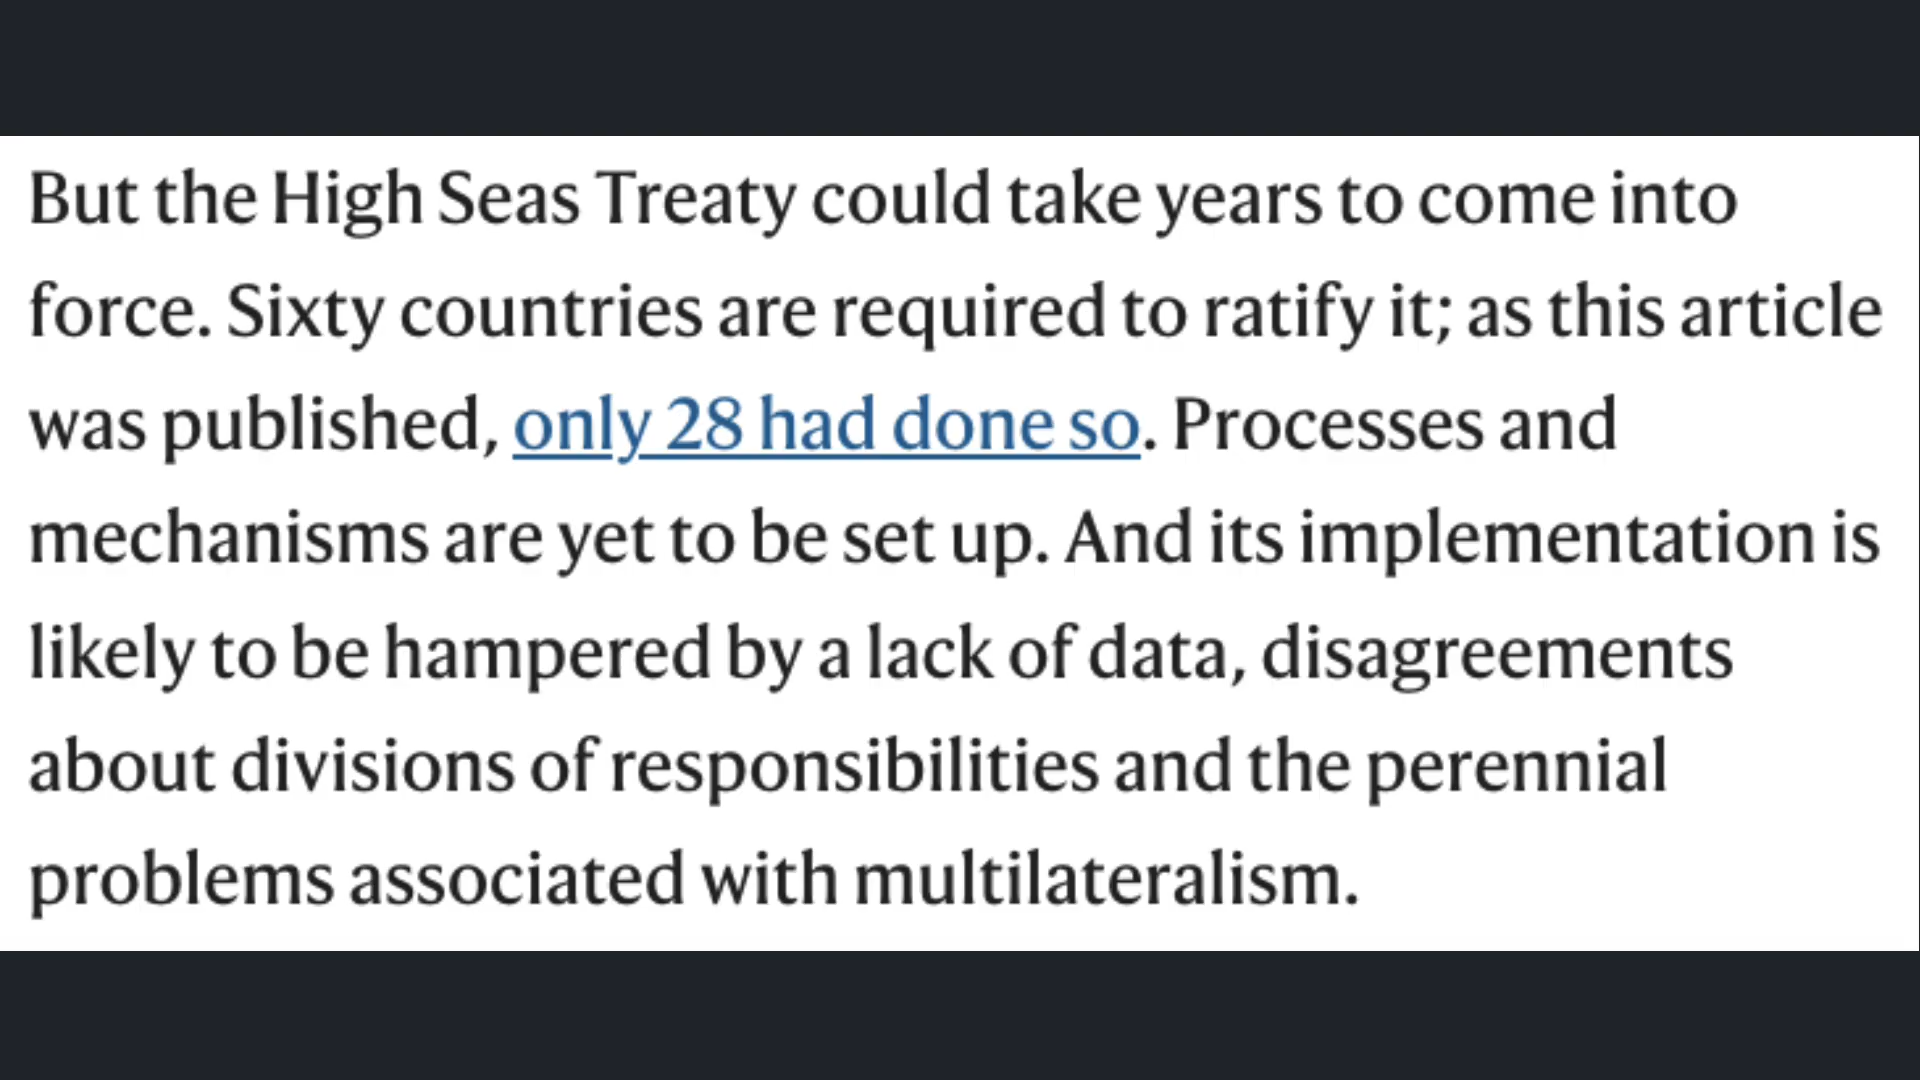 But the High Seas Treaty could take years to come into
force. Sixty countries are required to ratify it; as this article
was published, only 28 had done so. Processes and
mechanisms are yet to be set up. And its implementation is
likely to be hampered by a lack of data, disagreements
about divisions of responsibilities and the perennial
problems associated with multilateralism.